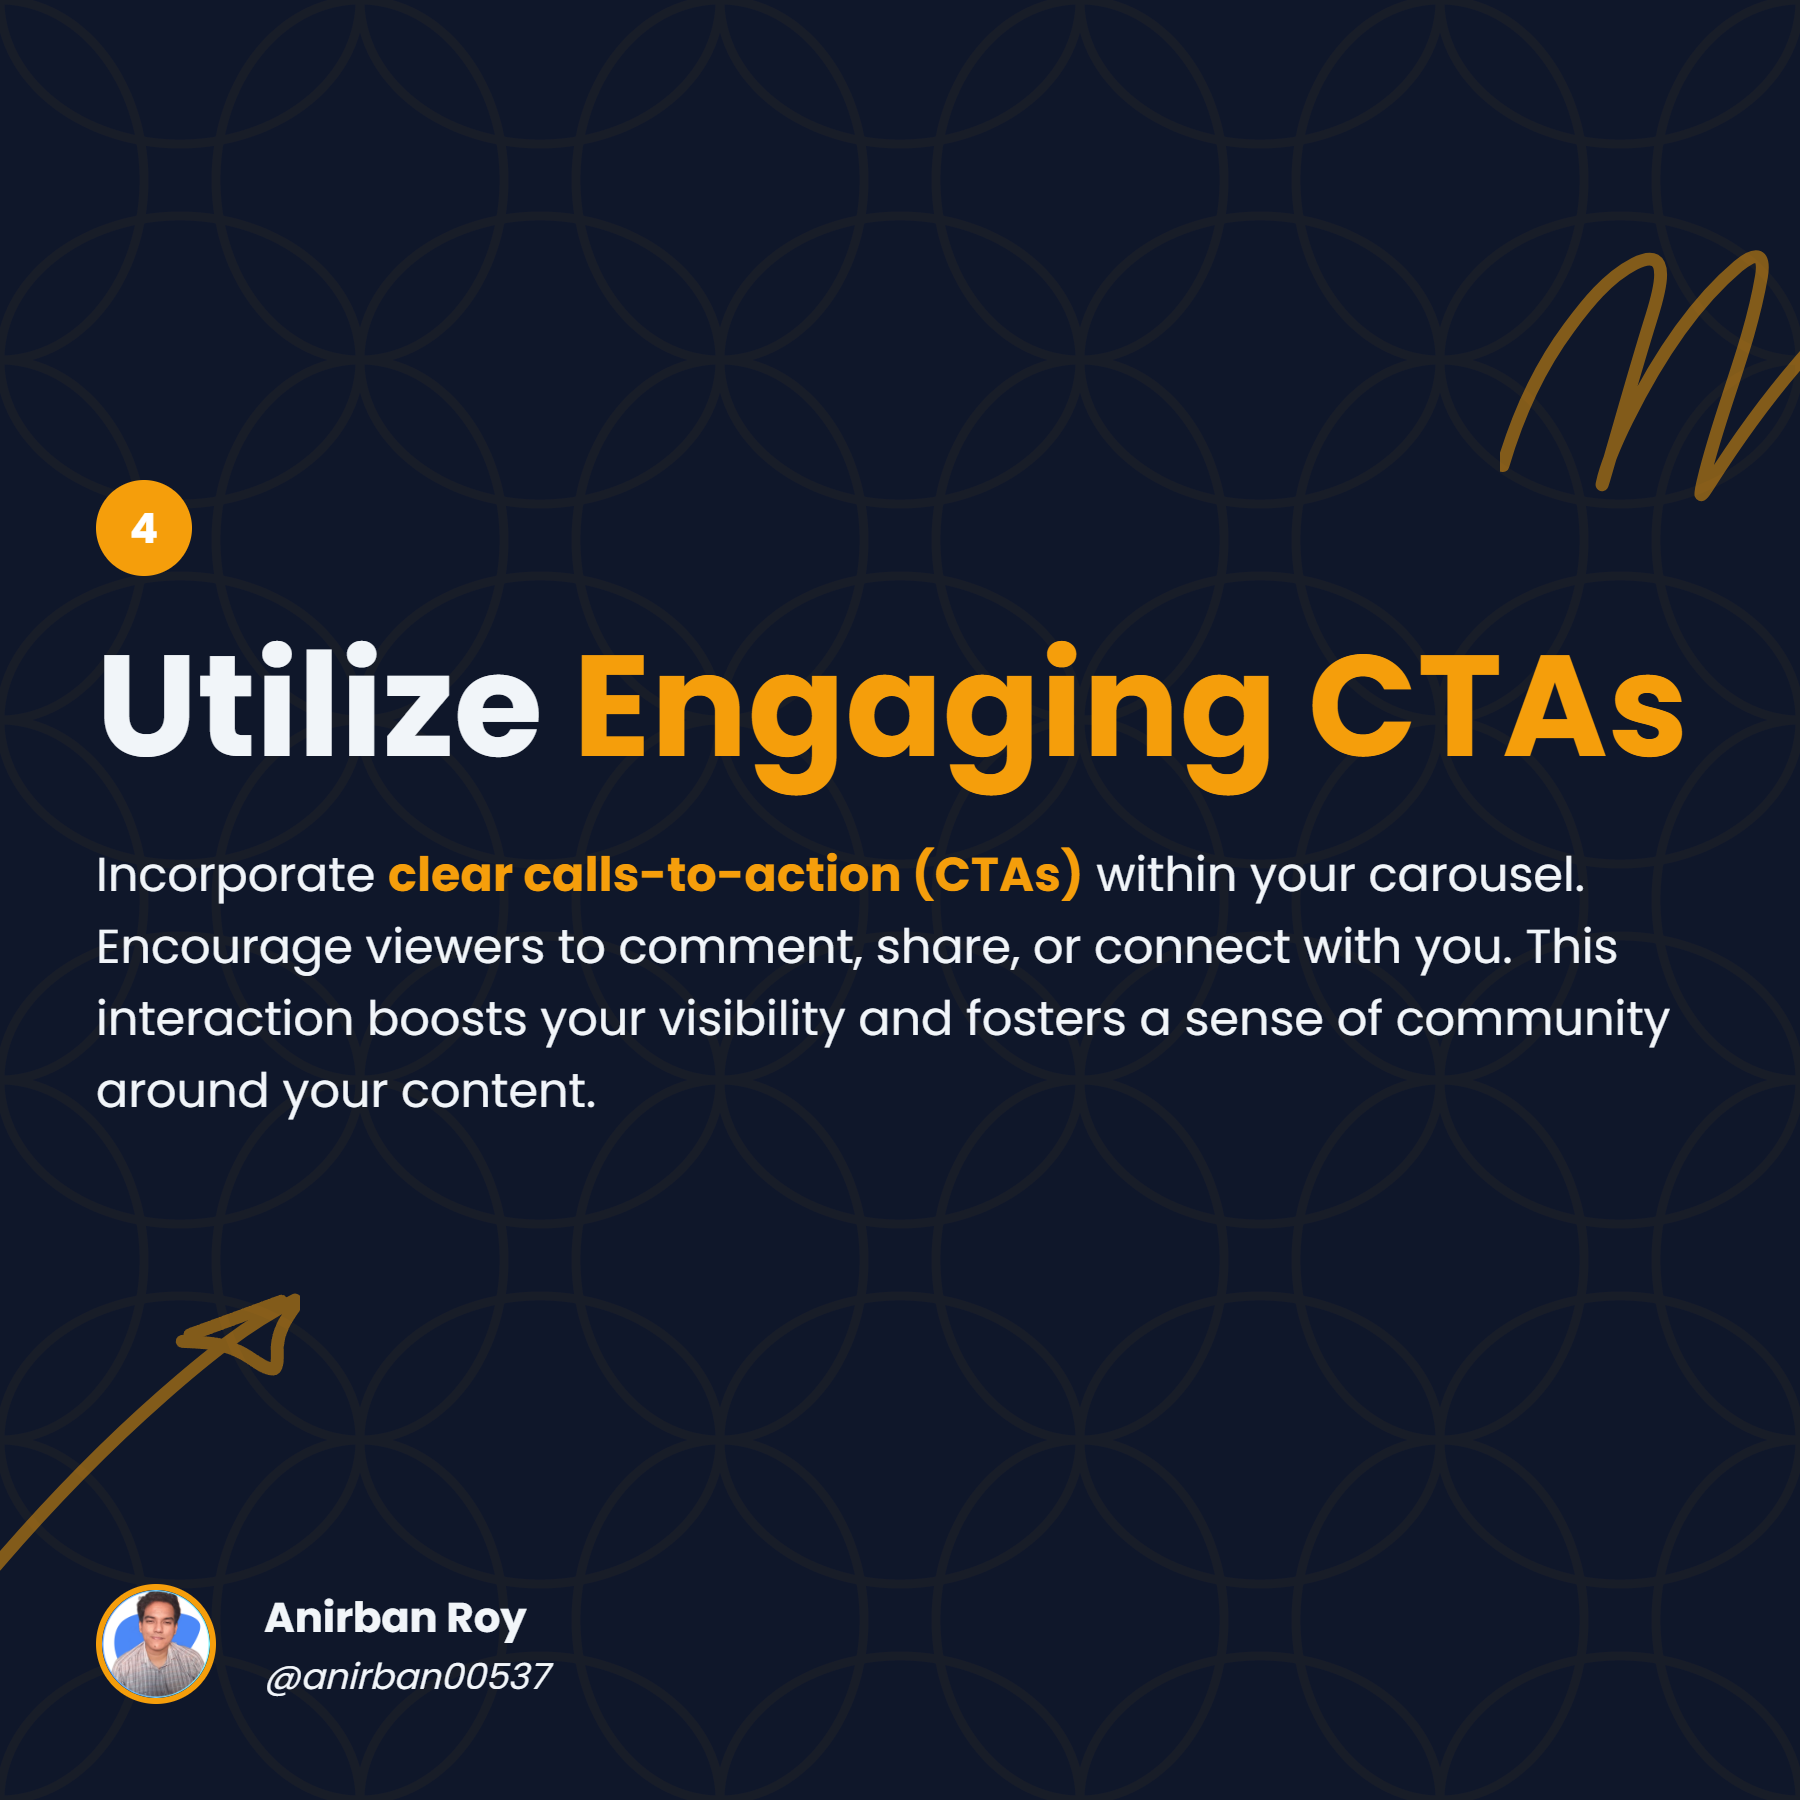 4
Utilize Engaging CTAs
Incorporate clear calls-to-action (CTAs) within your carousel.
Encourage viewers to comment, share, or connect with you. This
interaction boosts your visibility and fosters a sense of community
around your content.
Anirban Roy
@anirban00537